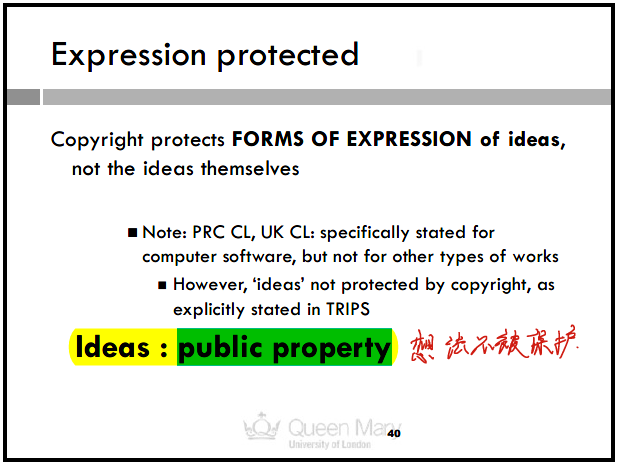 Expression protected
Copyright protects FORMS OF EXPRESSION of ideas,
not the ideas themselves
Note: PRC CL, UK CL: specifically stated for
computer software, but not for other types of works
However, ‘ideas’ not protected by copyright, as
explicitly stated in TRIPS
Ideas : public property 想法不被保护.
Queen Mary 40
University of London